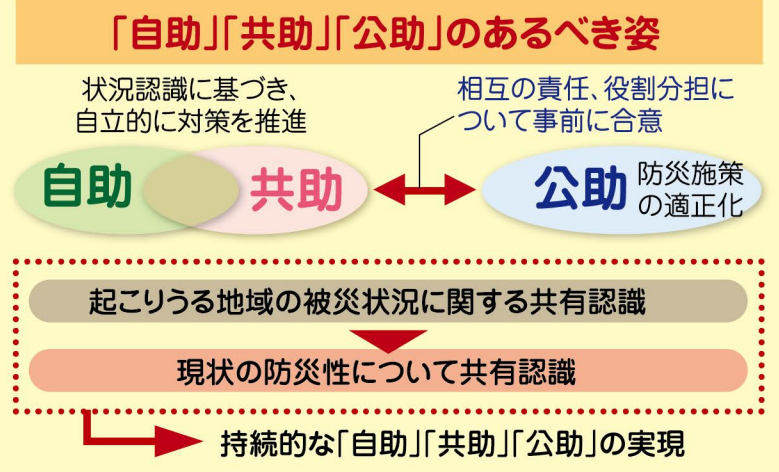 「自助」「共助」「公助」のあるべき姿
状況認識に基づき、
自立的に対策を推進
相互の責任、役割分担に
ついて事前に合意
自助
共助
公助
防災施策
の適正化
起こりうる地域の被災状況に関する共有認識
現状の防災性について共有認識
持続的な「自助」「共助」「公助」の実現